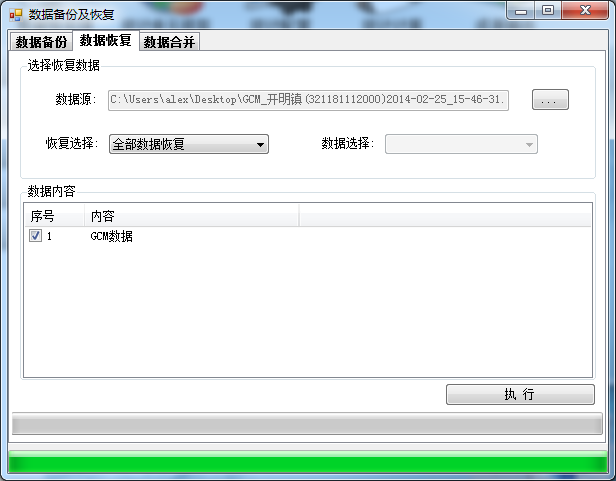 数据备份及恢复
数据备份 数据恢复 数据合并
选择恢复数据
数据源: C:\Users\alex\Desktop\GCM_开明镇(321181112000)2014-02-25_15-46-31. ...
恢复选择: 全部数据恢复 数据选择:
数据内容
序号 内容
1 GCM数据
执 行